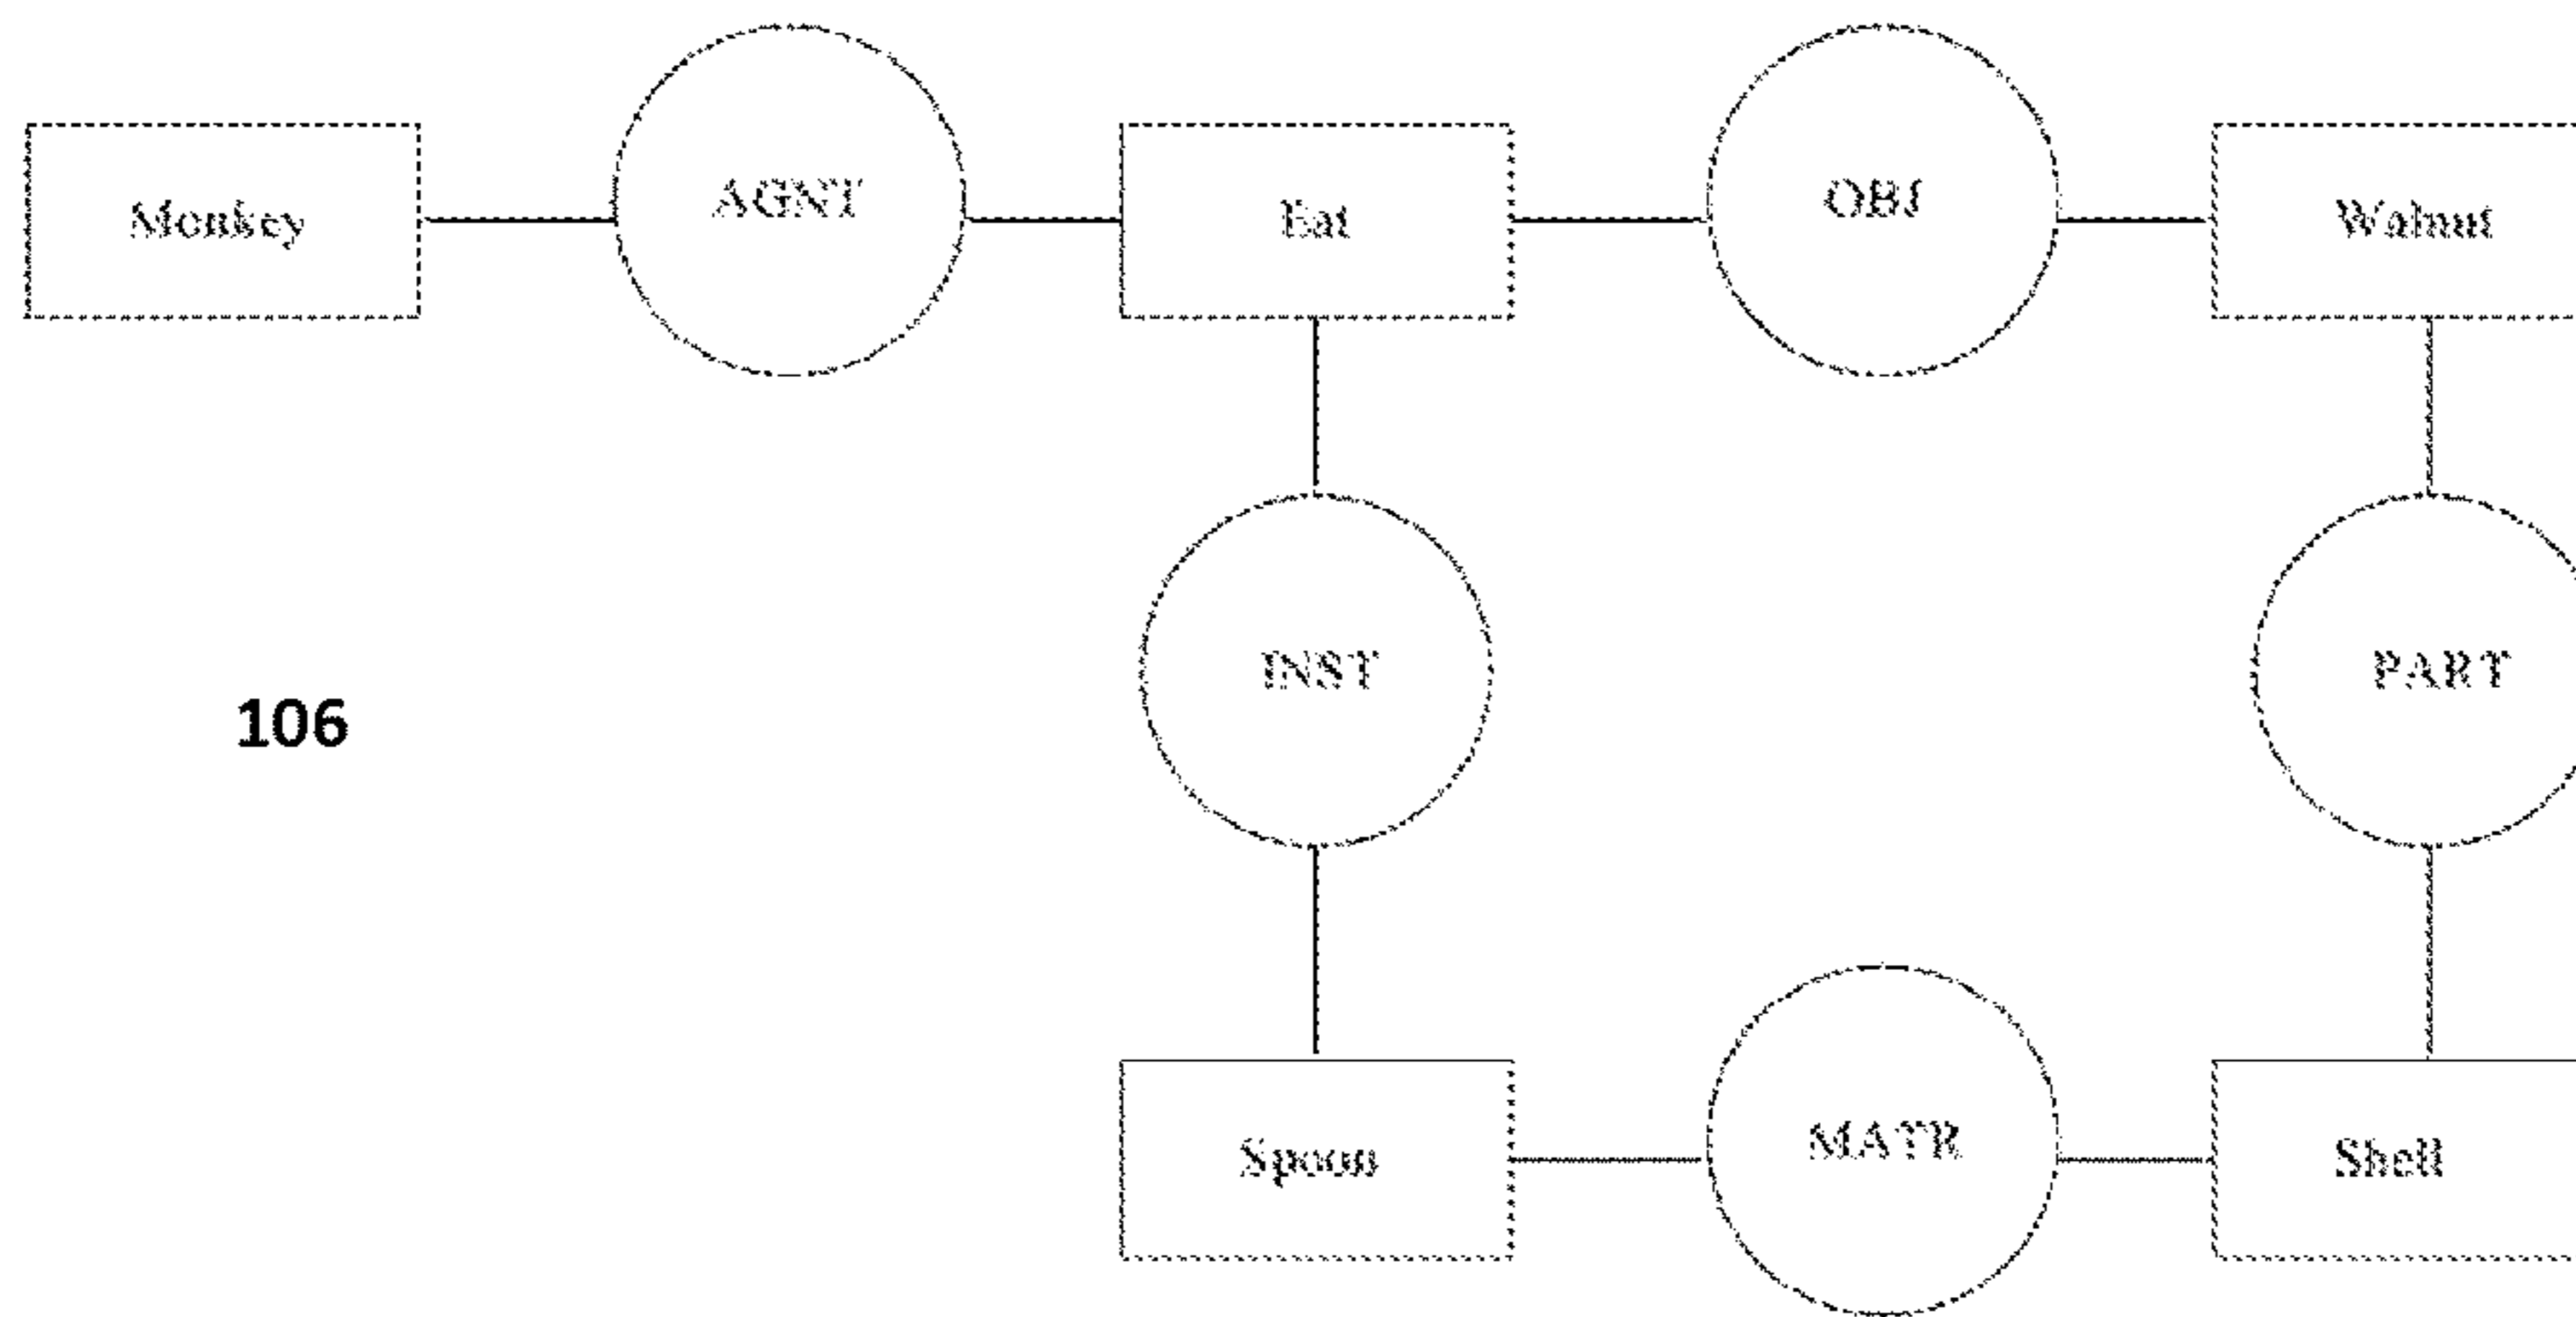 Monkey
AGNT
Eat
OBJ
Walnut
INST
PART
106
Spoon
MATR
Shell